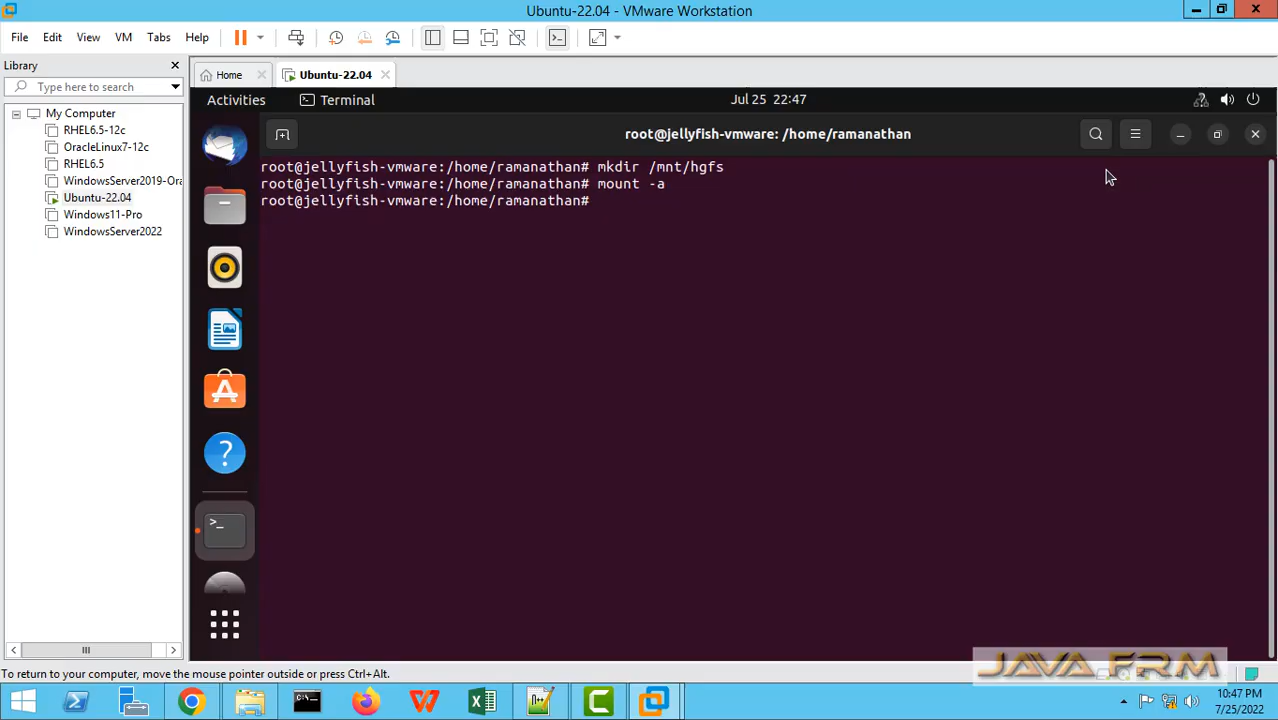 Ubuntu-22.04 - VMware Workstation
File Edit View VM Tabs Help
Library
Type here to search
Home
Ubuntu-22.04
My Computer
RHEL6.5-12c
OracleLinux7-12c
RHEL6.5
WindowsServer2019-Ora
Ubuntu-22.04
Windows11-Pro
WindowsServer2022
Activities
Terminal
Jul 25 22:47
root@jellyfish-vmware: /home/ramanathan
root@jellyfish-vmware:/home/ramanathan# mkdir /mnt/hgfs
root@jellyfish-vmware:/home/ramanathan# mount -a
root@jellyfish-vmware:/home/ramanathan#
JAVA FRM
To return to your computer, move the mouse pointer outside or press Ctrl+Alt.
10:47 PM
7/25/2022